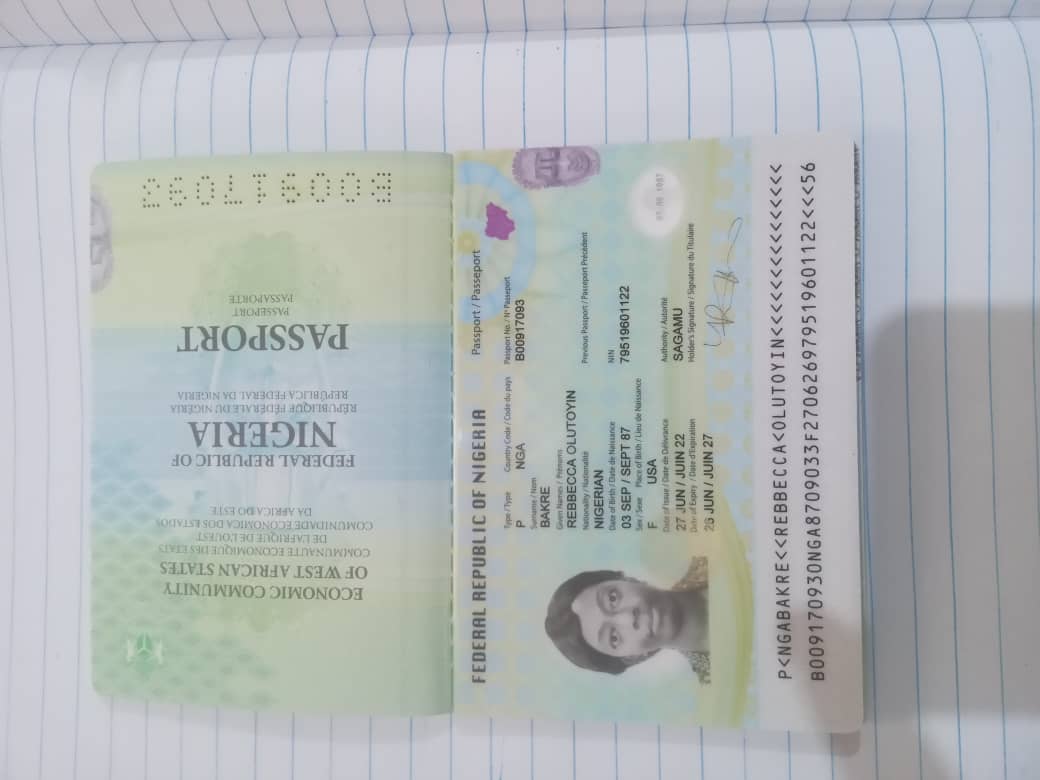 ECONOMIC COMMUNITY
OF WEST AFRICAN STATES
COMMUNAUTE ECONOMIQUE DES ETATS
DE L'AFRIQUE DE L'OUEST
COMUNIDADE ECONOMICA DOS ESTADOS
DA AFRICA DO ESTE
FEDERAL REPUBLIC OF
NIGERIA
RÉPUBLIQUE FÉDÉRALE DU NIGERIA
REPÚBLICA FEDERAL DA NIGERIA
PASSPORT
PASSEPORT
PASSAPORTE
B00917093
FEDERAL REPUBLIC OF NIGERIA
Passport / Passeport
Type / Type
Country Code / Code du pays
Passport No. / N° Passeport
P
NGA
B00917093
Surname / Nom
BAKRE
Given Names / Prénoms
REBBECCA OLUTOYIN
Nationality / Nationalité
Previous Passport / Passeport Précédent
NIGERIAN
Date of Birth / Date de Naissance
NIN
03 SEP / SEPT 87
79519601122
Sex / Sexe
Place of Birth / Lieu de Naissance
F
USA
Date of Issue / Date de Délivrance
Authority / Autorité
27 JUN / JUIN 22
SAGAMU
Date of Expiry / Date d'Expiration
Holder's Signature / Signature du Titulaire
26 JUN / JUIN 27
P<NGABAKRE<<REBBECCA<OLUTOYIN<<<<<<<<<<<<<<<
B009170930NGA8709033F270626979519601122<<<56